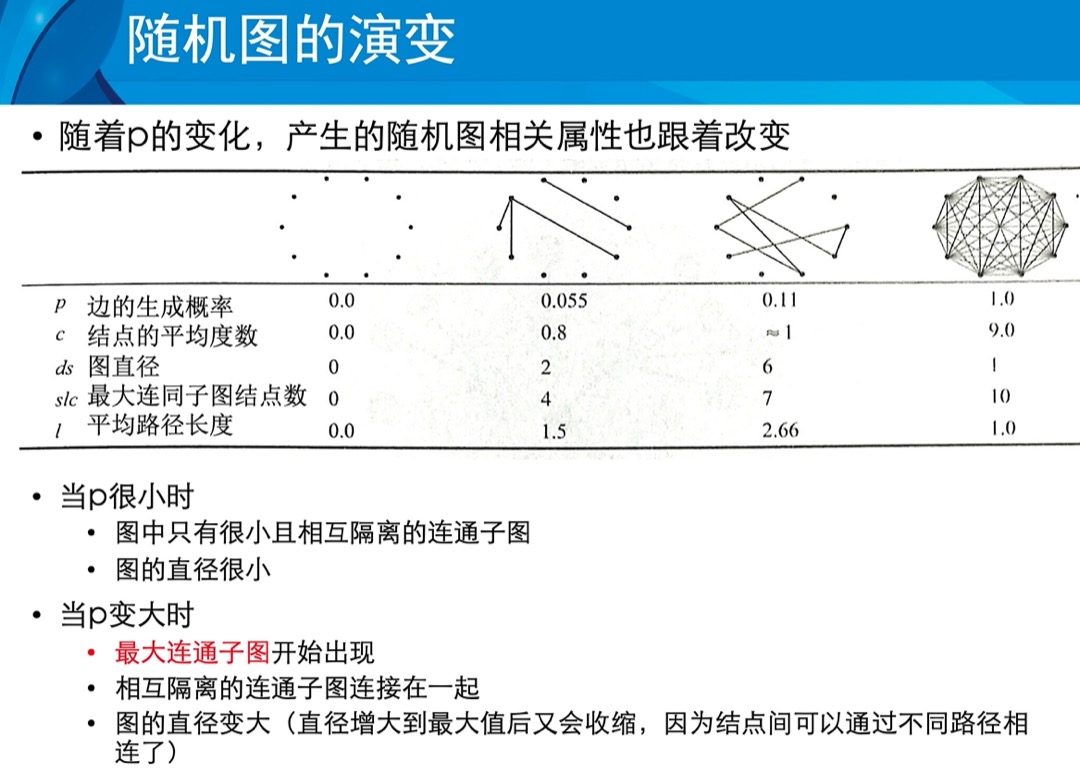 随机图的演变
• 随着p的变化，产生的随机图相关属性也跟着改变
p 边的生成概率 0.0 0.055 0.11 1.0
c 结点的平均度数 0.0 0.8 ≈1 9.0
ds 图直径 0 2 6 1
slc 最大连同子图结点数 0 4 7 10
l 平均路径长度 0.0 1.5 2.66 1.0
• 当p很小时
• 图中只有很小且相互隔离的连通子图
• 图的直径很小
• 当p变大时
• 最大连通子图开始出现
• 相互隔离的连通子图连接在一起
• 图的直径变大（直径增大到最大值后又会收缩，因为结点间可以通过不同路径相
连了）